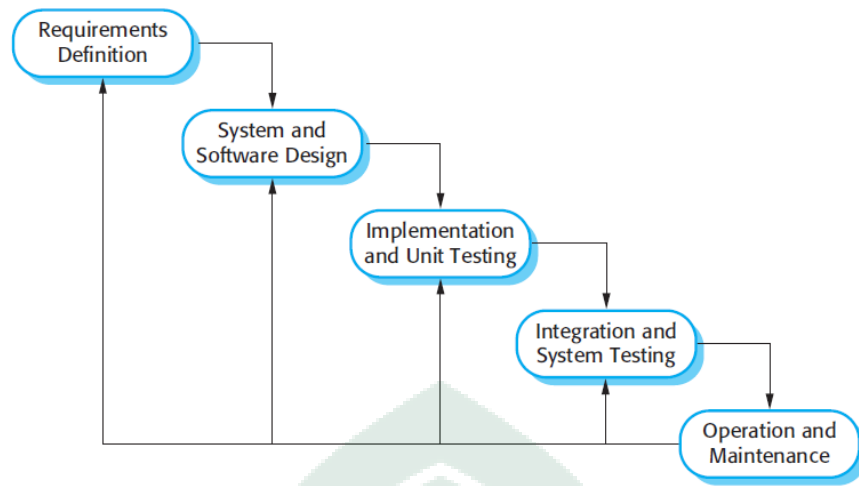 Requirements
Definition
System and
Software Design
Implementation
and Unit Testing
Integration and
System Testing
Operation and
Maintenance